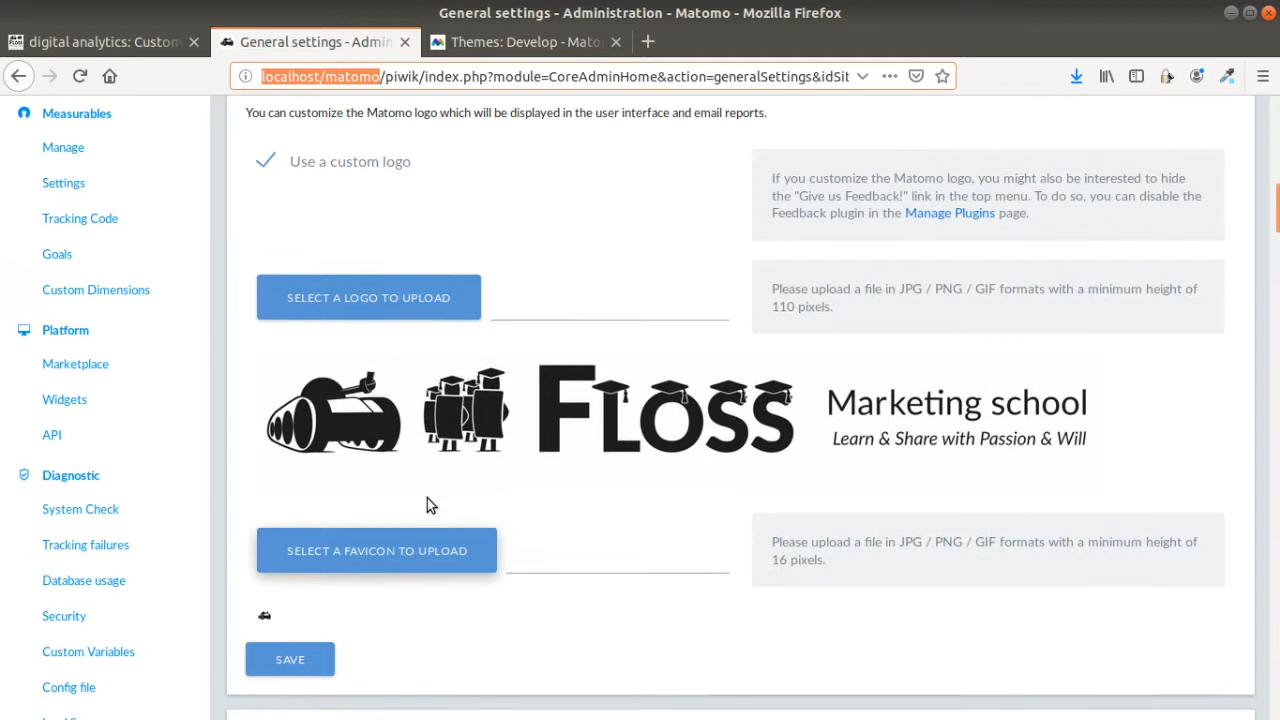 General settings - Administration - Matomo - Mozilla Firefox
digital analytics: Custom
General settings - Admin
Themes: Develop - Mato
localhost/matomo/piwik/index.php?module=CoreAdminHome&action=generalSettings&idSit
Measurables
Manage
Settings
Tracking Code
Goals
Custom Dimensions
Platform
Marketplace
Widgets
API
Diagnostic
System Check
Tracking failures
Database usage
Security
Custom Variables
Config file
You can customize the Matomo logo which will be displayed in the user interface and email reports.
Use a custom logo
If you customize the Matomo logo, you might also be interested to hide
the "Give us Feedback!" link in the top menu. To do so, you can disable the
Feedback plugin in the Manage Plugins page.
SELECT A LOGO TO UPLOAD
Please upload a file in JPG / PNG / GIF formats with a minimum height of
110 pixels.
FLOSS
Marketing school
Learn & Share with Passion & Will
SELECT A FAVICON TO UPLOAD
Please upload a file in JPG / PNG / GIF formats with a minimum height of
16 pixels.
SAVE